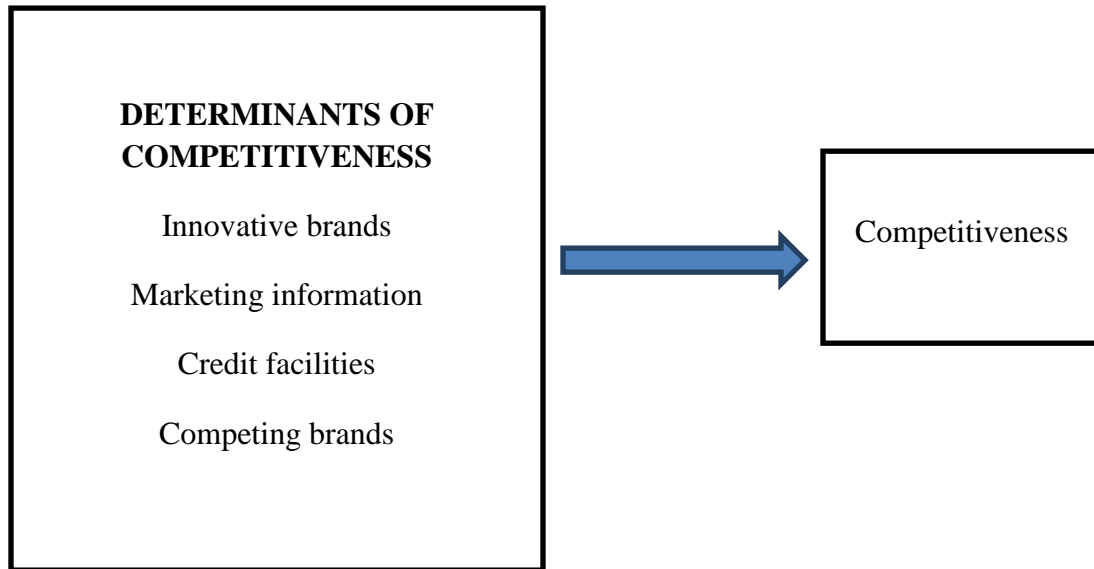 DETERMINANTS OF
COMPETITIVENESS
Innovative brands
Marketing information
Credit facilities
Competing brands
Competitiveness